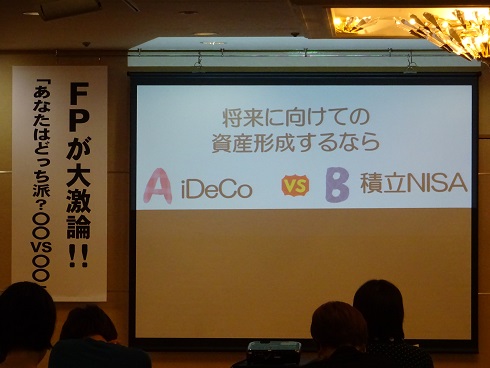 FPが大激論!!
「あなたはどっち派？〇〇VS〇〇
将来に向けての
資産形成するなら
A iDeCo VS B 積立NISA